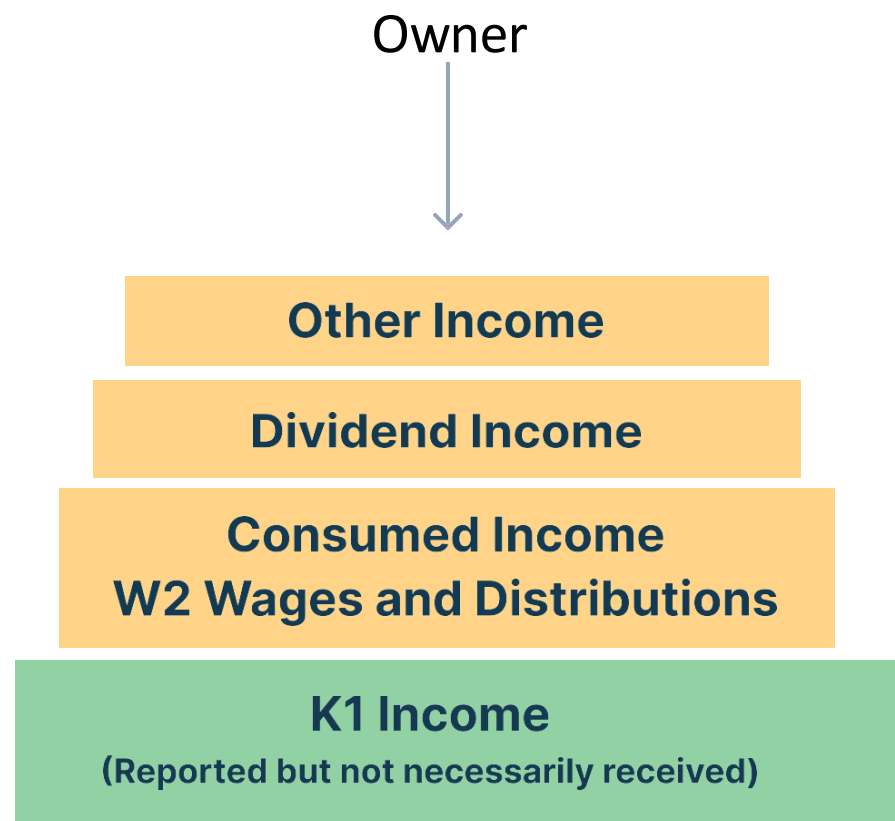 Owner
Other Income
Dividend Income
Consumed Income
W2 Wages and Distributions
K1 Income
(Reported but not necessarily received)